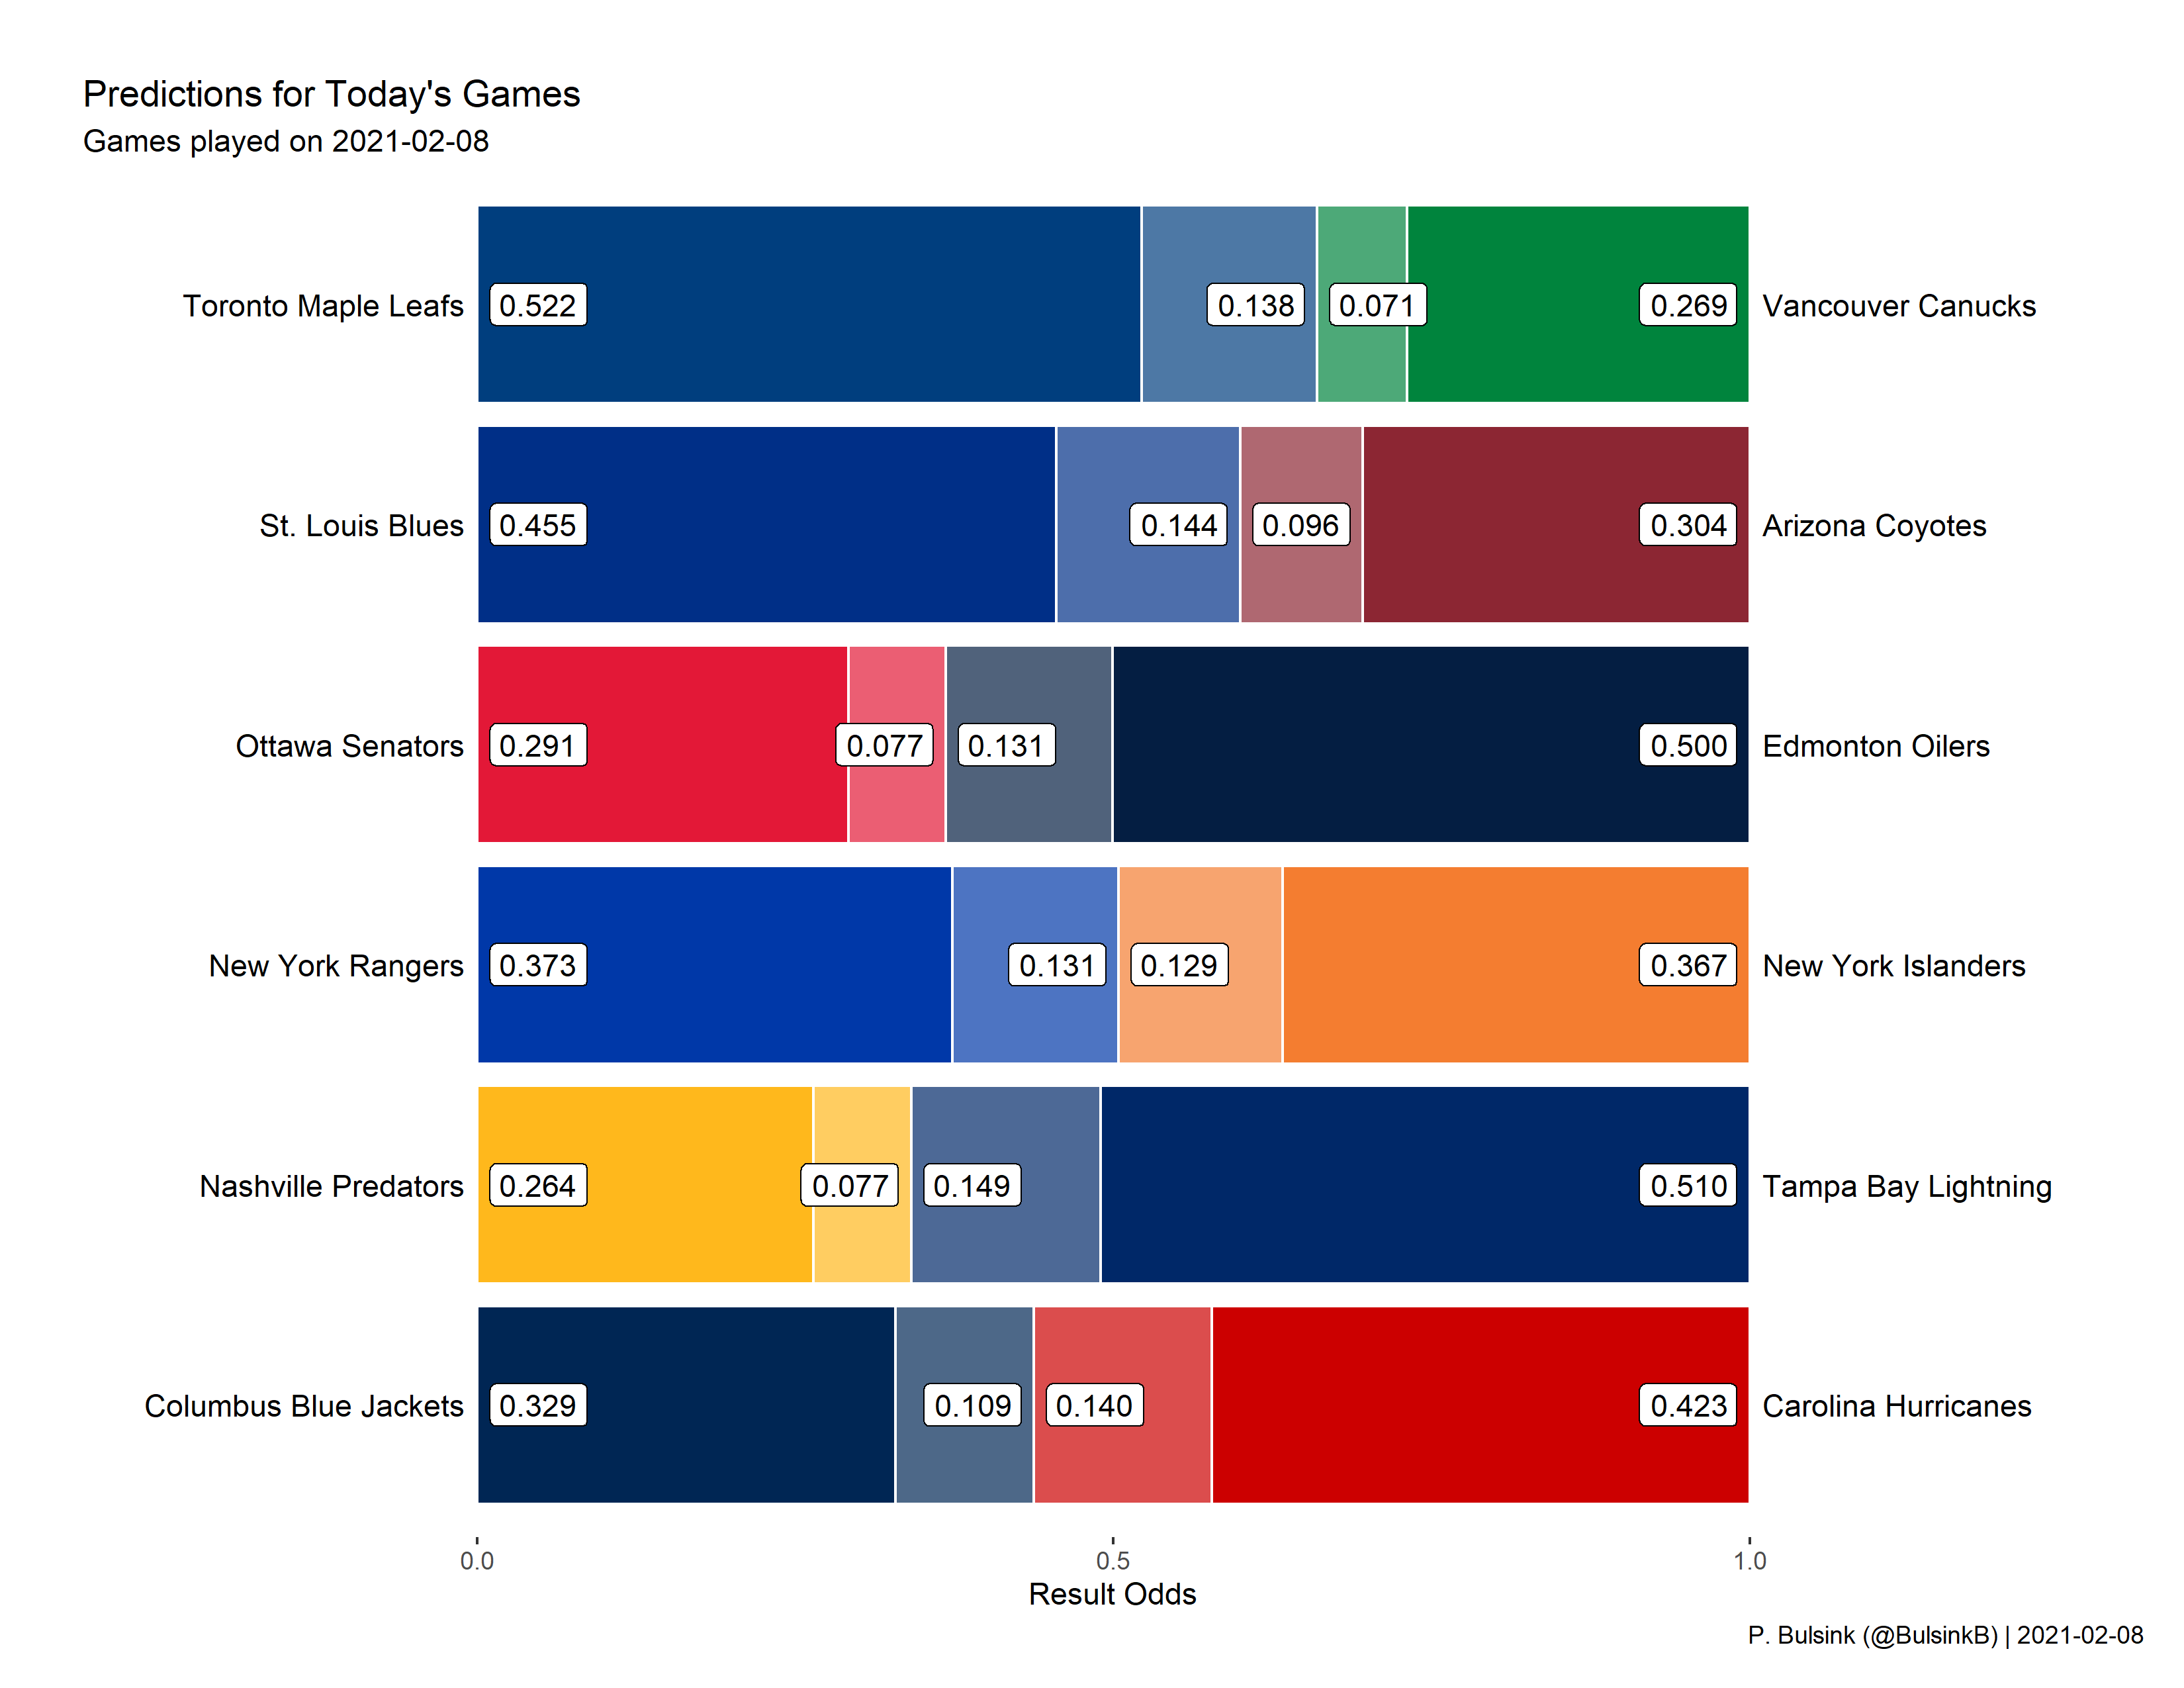 Predictions for Today's Games
Games played on 2021-02-08
Toronto Maple Leafs 0.522 0.138 0.071 0.269 Vancouver Canucks
St. Louis Blues 0.455 0.144 0.096 0.304 Arizona Coyotes
Ottawa Senators 0.291 0.077 0.131 0.500 Edmonton Oilers
New York Rangers 0.373 0.131 0.129 0.367 New York Islanders
Nashville Predators 0.264 0.077 0.149 0.510 Tampa Bay Lightning
Columbus Blue Jackets 0.329 0.109 0.140 0.423 Carolina Hurricanes
0.0 0.5 1.0
Result Odds
P. Bulsink (@BulsinkB) | 2021-02-08